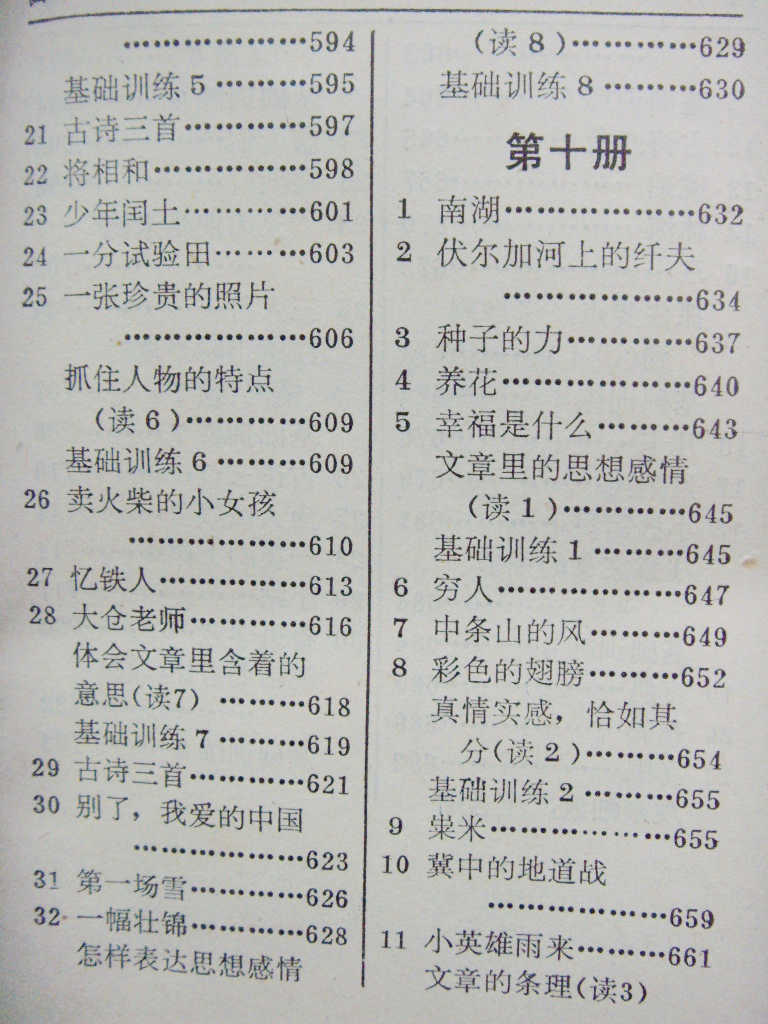 ………………594
基础训练5………595
21 古诗三首…………597
22 将相和……………598
23 少年闰土…………601
24 一分试验田………603
25 一张珍贵的照片
………………606
抓住人物的特点
（读6）…………609
基础训练6………609
26 卖火柴的小女孩
………………610
27 忆铁人……………613
28 大仓老师…………616
体会文章里含着的
意思(读7) ………618
基础训练7………619
29 古诗三首…………621
30 别了，我爱的中国
………………623
31 第一场雪…………626
32 一幅壮锦…………628
怎样表达思想感情
（读8）…………629
基础训练8………630
第十册
1 南湖………………632
2 伏尔加河上的纤夫
………………634
3 种子的力…………637
4 养花………………640
5 幸福是什么………643
文章里的思想感情
（读1）…………645
基础训练1………645
6 穷人………………647
7 中条山的风………649
8 彩色的翅膀………652
真情实感，恰如其
分(读2)………654
基础训练2………655
9 粜米………………655
10 冀中的地道战
………………659
11 小英雄雨来………661
文章的条理(读3)